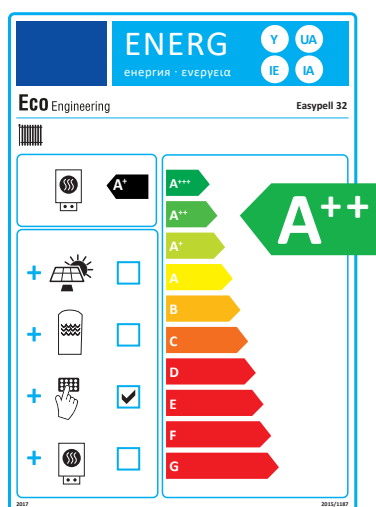 ENERG
Y UA
енергия · ενεργεια
IE IA
Eco Engineering
Easypell 32
A+
A+++
A++
A+
A
B
C
D
E
F
G
A++
+
+
+
+
2017
2015/1187